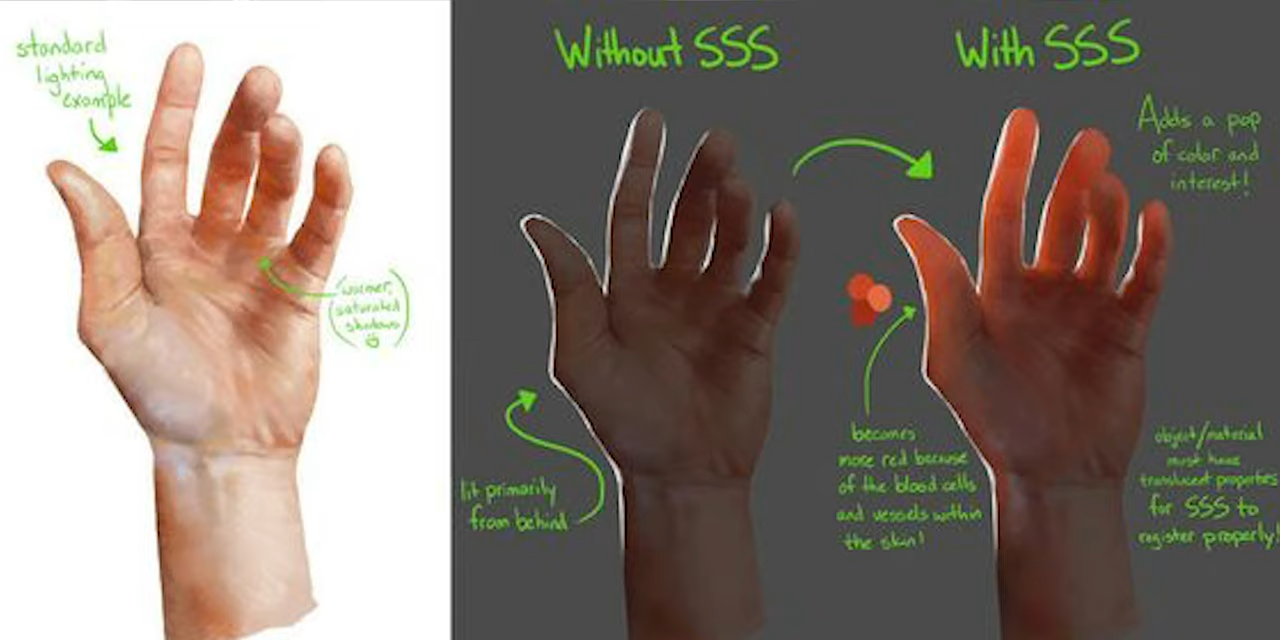 standard
lighting
example
(warmer,
saturated
shadows
Without SSS
lit primarily
from behind
With SSS
Adds a pop
of color and
interest!
becomes
more red because
of the blood cells
and vessels within
the skin!
object/material
must have
translucent properties
for SSS to
register properly!